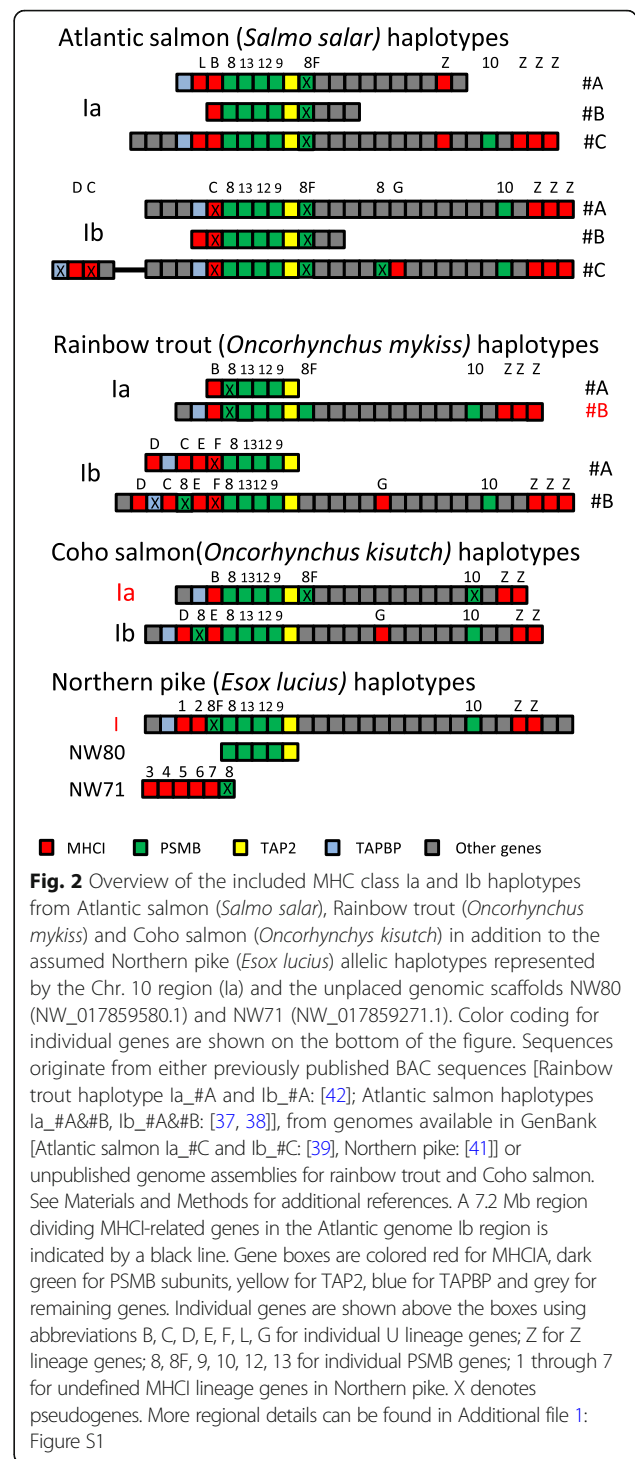 Atlantic salmon (Salmo salar) haplotypes
L B 8 13 12 9 8F Z 10 Z Z Z
X #A
Ia
X #B
X #C
D C C 8 13 12 9 8F 8 G 10 Z Z Z
X #A
Ib
X X #B
X X X X X #C
Rainbow trout (Oncorhynchus mykiss) haplotypes
Ia B 8 13 12 9 8F 10 Z Z Z
X #A
X #B
D C E F 8 1312 9
Ib X #A
D C 8 E F 8 1312 9 G 10 Z Z Z
X X X #B
Coho salmon(Oncorhynchus kisutch) haplotypes
B 8 1312 9 8F 10 Z Z
Ia X X
D 8 E 8 13 12 9 G 10 Z Z
Ib X
Northern pike (Esox lucius) haplotypes
1 2 8F 8 13 12 9 10 Z Z
I X
NW80
3 4 5 6 7 8
NW71 X
MHCI PSMB TAP2 TAPBP Other genes
Fig. 2 Overview of the included MHC class Ia and Ib haplotypes
from Atlantic salmon (Salmo salar), Rainbow trout (Oncorhynchus
mykiss) and Coho salmon (Oncorhynchys kisutch) in addition to the
assumed Northern pike (Esox lucius) allelic haplotypes represented
by the Chr. 10 region (Ia) and the unplaced genomic scaffolds NW80
(NW_017859580.1) and NW71 (NW_017859271.1). Color coding for
individual genes are shown on the bottom of the figure. Sequences
originate from either previously published BAC sequences [Rainbow
trout haplotype Ia_#A and Ib_#A: [42]; Atlantic salmon haplotypes
Ia_#A&#B, Ib_#A&#B: [37, 38]], from genomes available in GenBank
[Atlantic salmon Ia_#C and Ib_#C: [39], Northern pike: [41]] or
unpublished genome assemblies for rainbow trout and Coho salmon.
See Materials and Methods for additional references. A 7.2 Mb region
dividing MHCI-related genes in the Atlantic genome Ib region is
indicated by a black line. Gene boxes are colored red for MHCIA, dark
green for PSMB subunits, yellow for TAP2, blue for TAPBP and grey for
remaining genes. Individual genes are shown above the boxes using
abbreviations B, C, D, E, F, L, G for individual U lineage genes; Z for Z
lineage genes; 8, 8F, 9, 10, 12, 13 for individual PSMB genes; 1 through 7
for undefined MHCI lineage genes in Northern pike. X denotes
pseudogenes. More regional details can be found in Additional file 1:
Figure S1